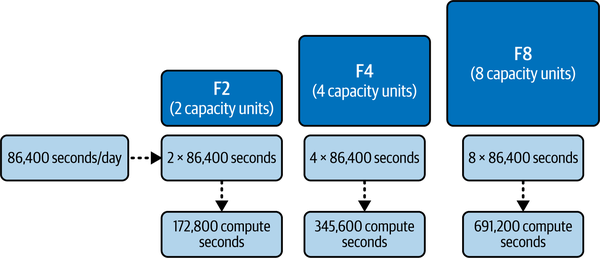 F2
(2 capacity units)
F4
(4 capacity units)
F8
(8 capacity units)
86,400 seconds/day
2 × 86,400 seconds
4 × 86,400 seconds
8 × 86,400 seconds
172,800 compute
seconds
345,600 compute
seconds
691,200 compute
seconds